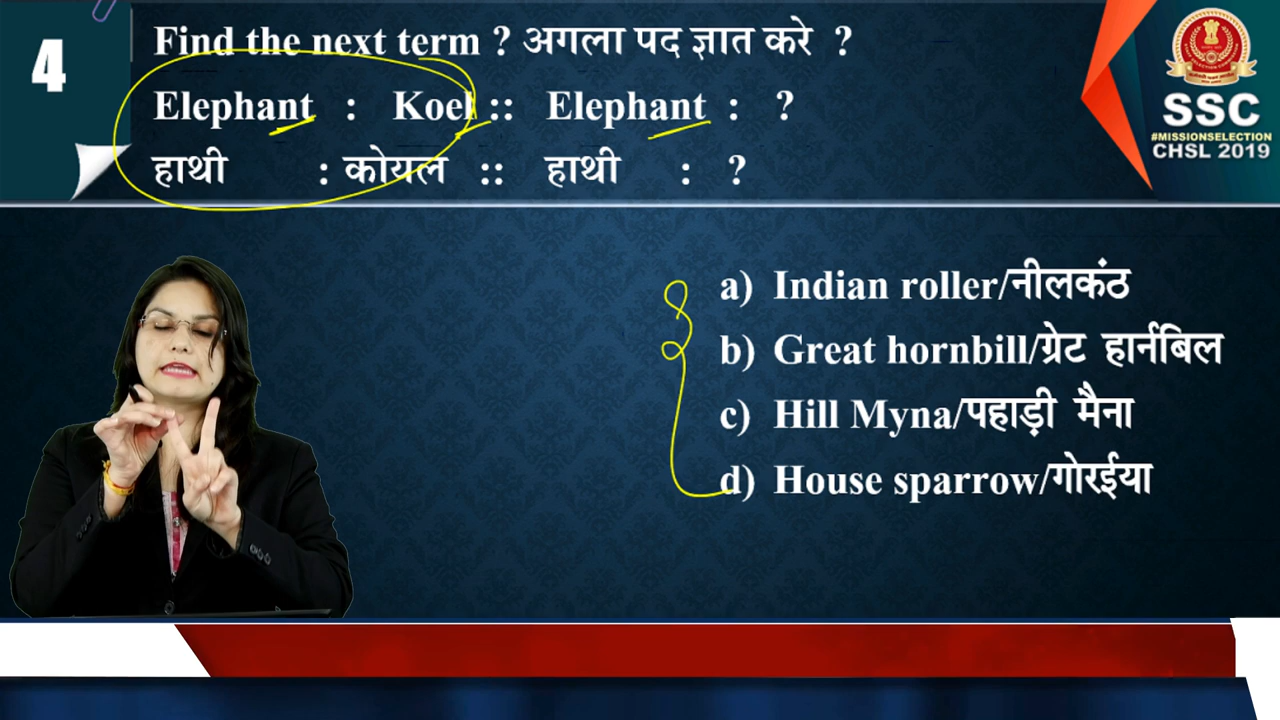 4
Find the next term ? अगला पद ज्ञात करे ?
Elephant : Koel :: Elephant : ?
हाथी : कोयल :: हाथी : ?
SSC
#MISSIONSELECTION
CHSL 2019
a) Indian roller/नीलकंठ
b) Great hornbill/ग्रेट हार्नबिल
c) Hill Myna/पहाड़ी मैना
d) House sparrow/गोरईया